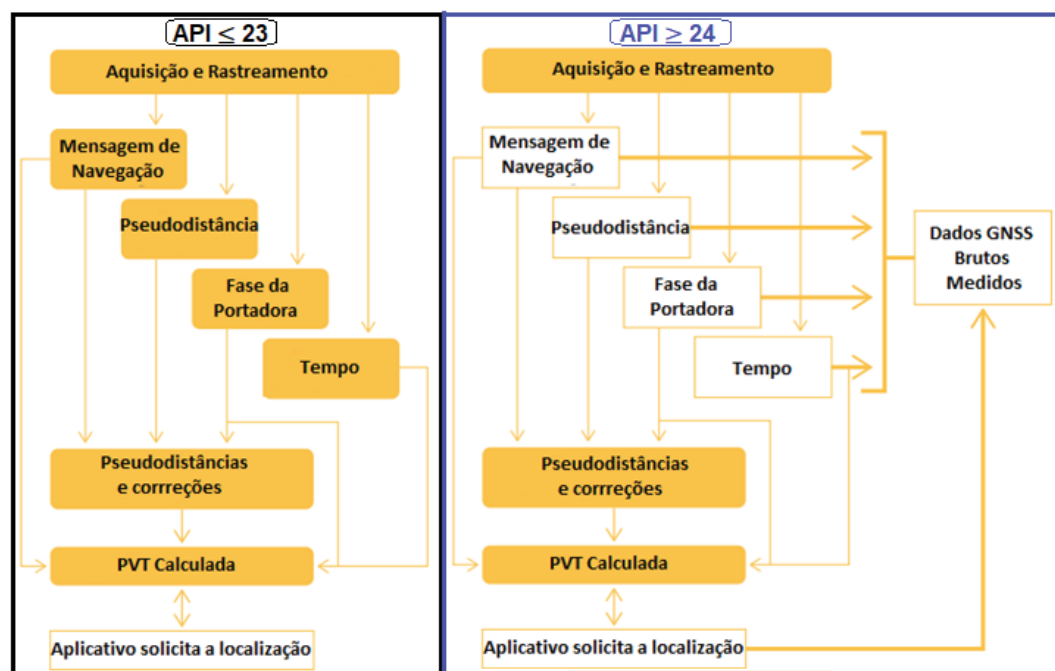 API ≤ 23
Aquisição e Rastreamento
Mensagem de
Navegação
Pseudodistância
Fase da
Portadora
Tempo
Pseudodistâncias
e corrreções
PVT Calculada
Aplicativo solicita a localização
API ≥ 24
Aquisição e Rastreamento
Mensagem de
Navegação
Pseudodistância
Fase da
Portadora
Tempo
Dados GNSS
Brutos
Medidos
Pseudodistâncias
e corrreções
PVT Calculada
Aplicativo solicita a localização